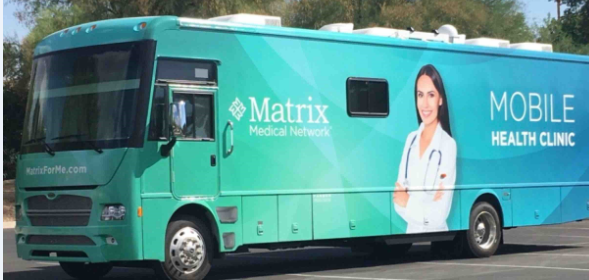 Matrix
Medical Network
MOBILE
HEALTH CLINIC
MatrixForMe.com